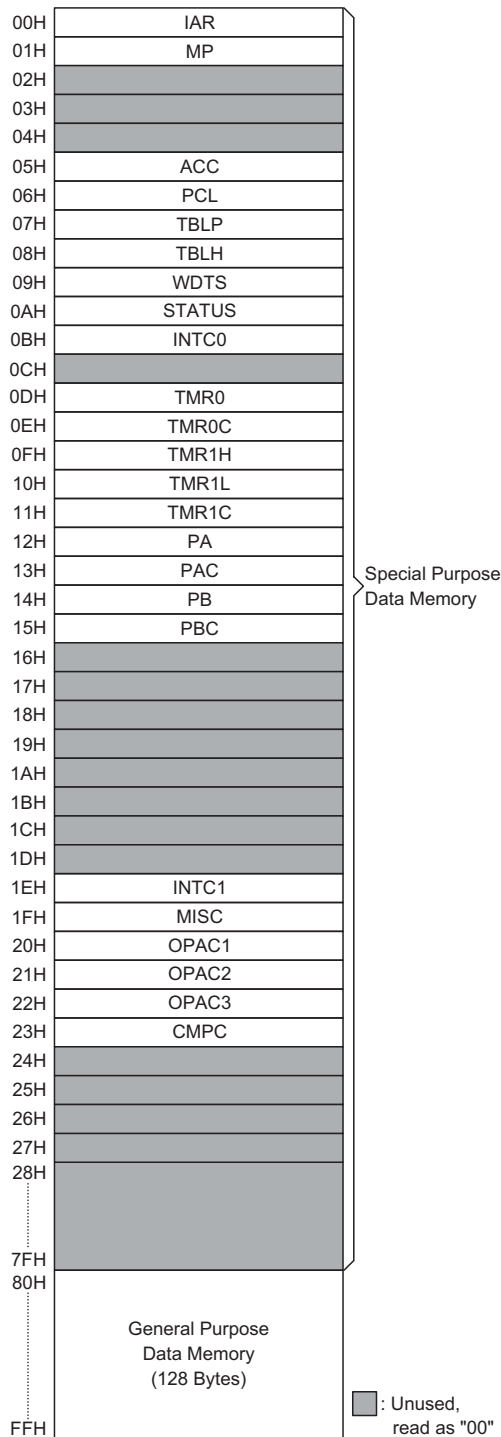 00H IAR
01H MP
02H
03H
04H
05H ACC
06H PCL
07H TBLP
08H TBLH
09H WDTS
0AH STATUS
0BH INTC0
0CH
0DH TMR0
0EH TMR0C
0FH TMR1H
10H TMR1L
11H TMR1C
12H PA
13H PAC
14H PB
15H PBC
16H
17H
18H
19H
1AH
1BH
1CH
1DH
1EH INTC1
1FH MISC
20H OPAC1
21H OPAC2
22H OPAC3
23H CMPC
24H
25H
26H
27H
28H
7FH
Special Purpose
Data Memory
80H
General Purpose
Data Memory
(128 Bytes)
FFH
: Unused,
read as "00"